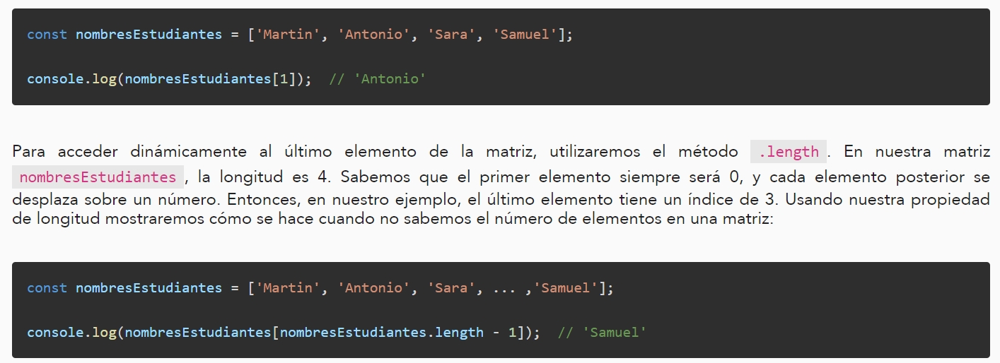 const nombresEstudiantes = ['Martin', 'Antonio', 'Sara', 'Samuel'];
console.log(nombresEstudiantes[1]);  // 'Antonio'
Para acceder dinámicamente al último elemento de la matriz, utilizaremos el método .length. En nuestra matriz
nombresEstudiantes, la longitud es 4. Sabemos que el primer elemento siempre será 0, y cada elemento posterior se
desplaza sobre un número. Entonces, en nuestro ejemplo, el último elemento tiene un índice de 3. Usando nuestra propiedad
de longitud mostraremos cómo se hace cuando no sabemos el número de elementos en una matriz:
const nombresEstudiantes = ['Martin', 'Antonio', 'Sara', ... ,'Samuel'];
console.log(nombresEstudiantes[nombresEstudiantes.length - 1]);  // 'Samuel'